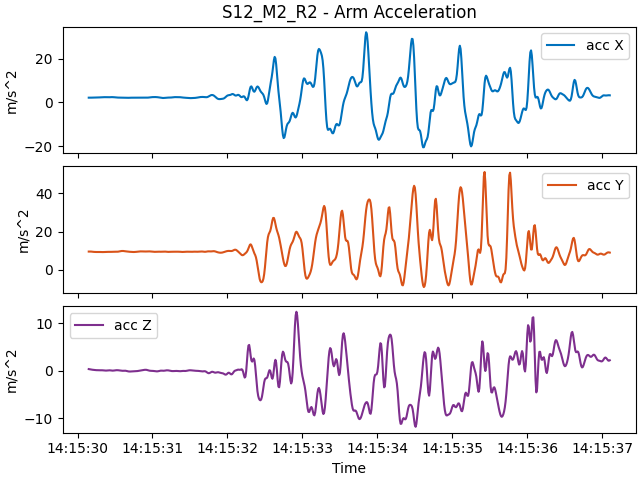 S12_M2_R2 - Arm Acceleration
acc X
20
0
−20
m/s^2
acc Y
40
20
0
m/s^2
acc Z
10
0
−10
m/s^2
14:15:30 14:15:31 14:15:32 14:15:33 14:15:34 14:15:35 14:15:36 14:15:37
Time